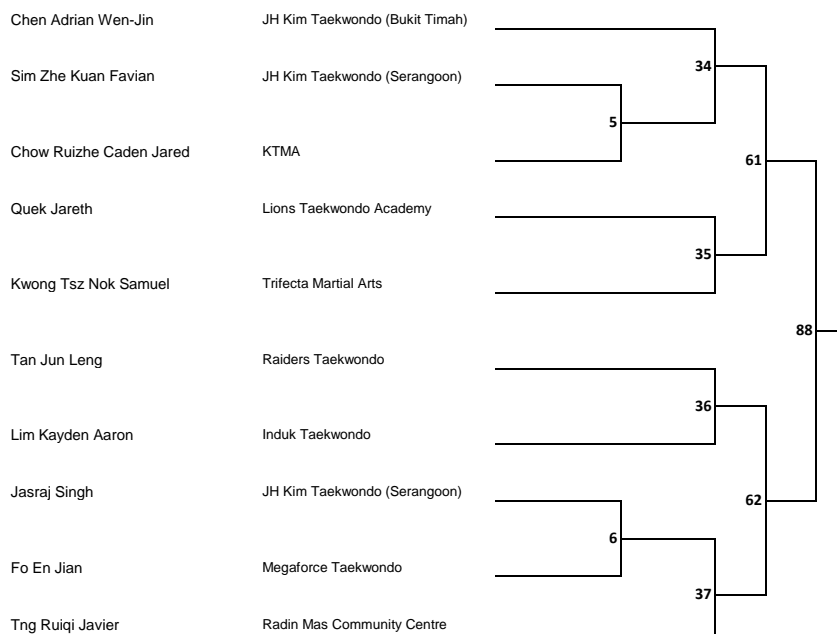 Chen Adrian Wen-Jin JH Kim Taekwondo (Bukit Timah)
34
Sim Zhe Kuan Favian JH Kim Taekwondo (Serangoon)
5
Chow Ruizhe Caden Jared KTMA
61
Quek Jareth Lions Taekwondo Academy
35
Kwong Tsz Nok Samuel Trifecta Martial Arts
88
Tan Jun Leng Raiders Taekwondo
36
Lim Kayden Aaron Induk Taekwondo
Jasraj Singh JH Kim Taekwondo (Serangoon)
62
6
Fo En Jian Megaforce Taekwondo
37
Tng Ruiqi Javier Radin Mas Community Centre